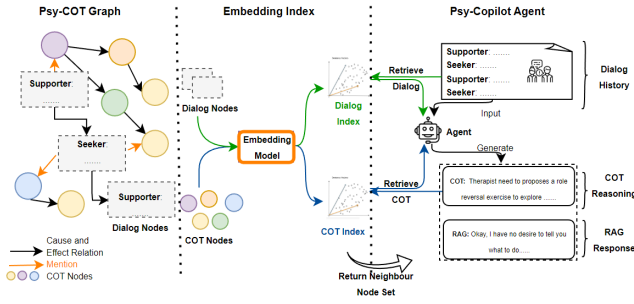 Psy-COT Graph
Embedding Index
Psy-Copilot Agent
Supporter:
.......
Seeker:
.......
Supporter:
.......
Dialog Nodes
Cause and
Effect Relation
Mention
COT Nodes
Dialog Nodes
COT Nodes
Embedding
Model
Dialog
Index
COT Index
Retrieve
Dialog
Retrieve
COT
Return Neighbour
Node Set
Supporter: .......
Seeker: .......
Supporter: .......
Seeker: .......
Dialog
History
Input
Agent
Generate
COT: Therapist need to proposes a role
reversal exercise to explore ......
COT
Reasoning
RAG: Okay, I have no desire to tell you
what to do.....
RAG
Response